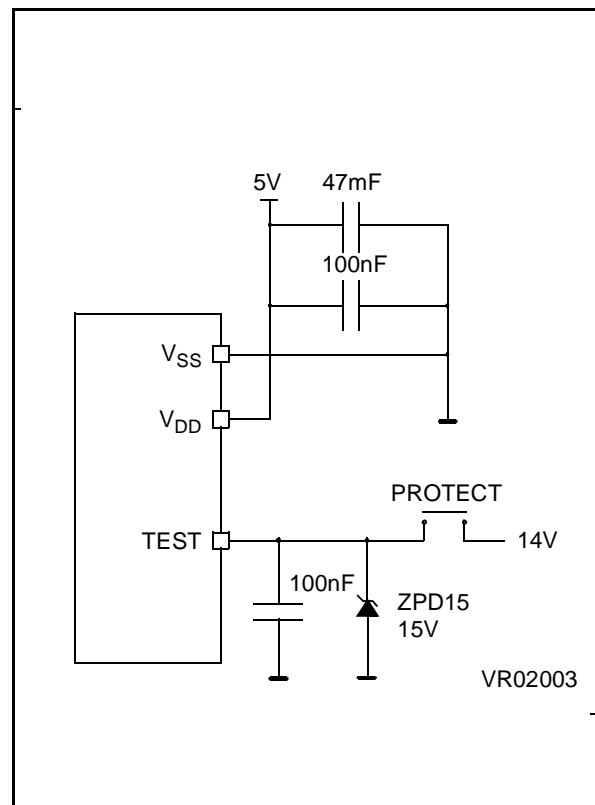 5V 47mF
100nF
VSS
VDD
PROTECT
TEST 14V
100nF ZPD15
15V
VR02003